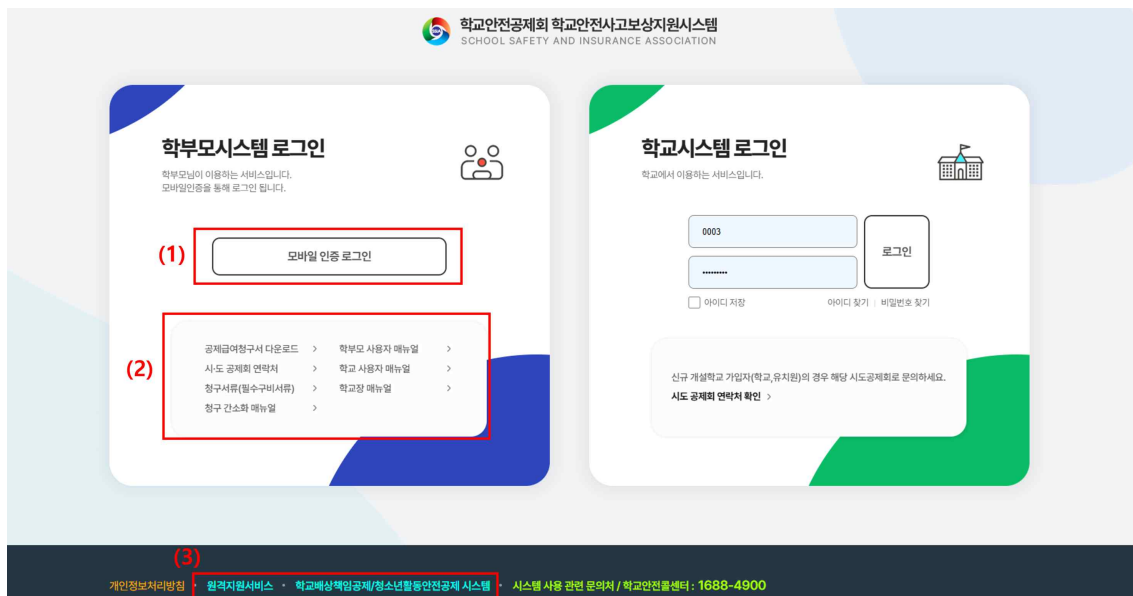 학교안전공제회 학교안전사고보상지원시스템
SCHOOL SAFETY AND INSURANCE ASSOCIATION
학부모시스템 로그인
학부모님이 이용하는 서비스입니다.
모바일인증을 통해 로그인 됩니다.
(1)
모바일 인증 로그인
(2)
공제급여청구서 다운로드 >
시·도 공제회 연락처 >
청구서류(필수구비서류) >
청구 간소화 매뉴얼 >
학부모 사용자 매뉴얼 >
학교 사용자 매뉴얼 >
학교장 매뉴얼 >
학교시스템 로그인
학교에서 이용하는 서비스입니다.
0003
•••••••••
로그인
아이디 저장
아이디 찾기 | 비밀번호 찾기
신규 개설학교 가입자(학교,유치원)의 경우 해당 시도공제회로 문의하세요.
시도 공제회 연락처 확인 >
(3)
개인정보처리방침 · 원격지원서비스 · 학교배상책임공제/청소년활동안전공제 시스템 · 시스템 사용 관련 문의처 / 학교안전콜센터 : 1688-4900